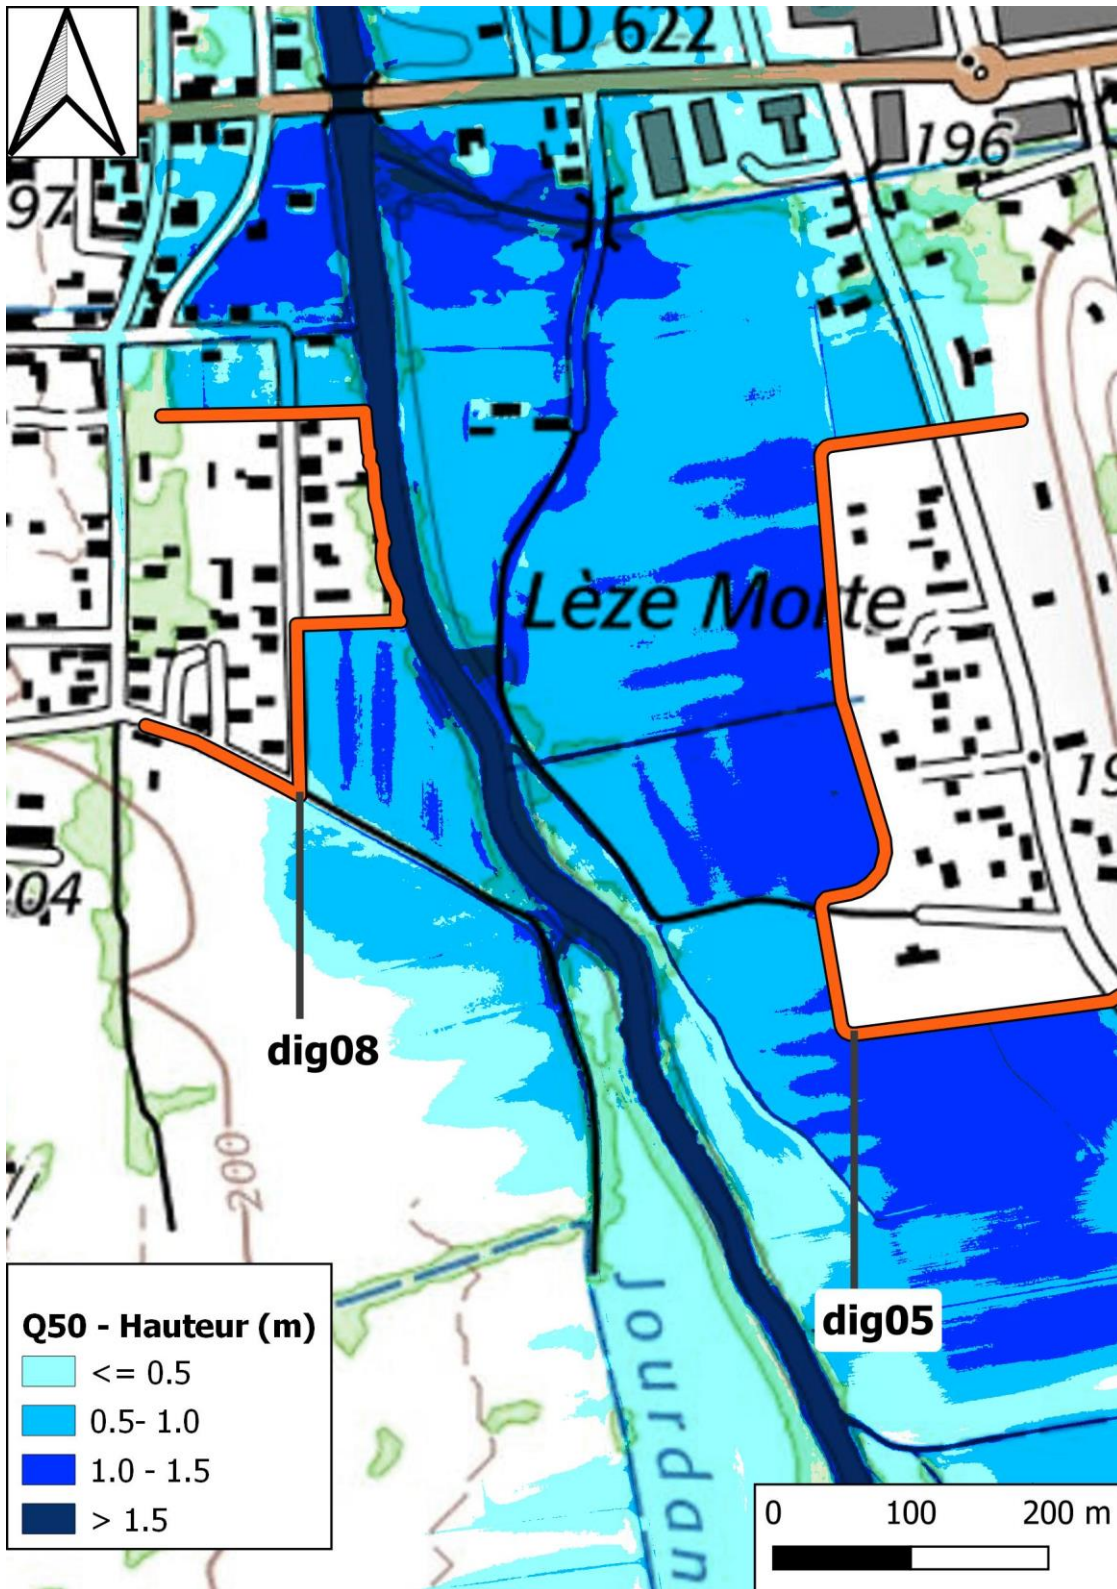 D 622
196
97
Lèze Morte
19
204
dig08
200
Jourdan
dig05
Q50 - Hauteur (m)
<= 0.5
0.5- 1.0
1.0 - 1.5
> 1.5
0 100 200 m